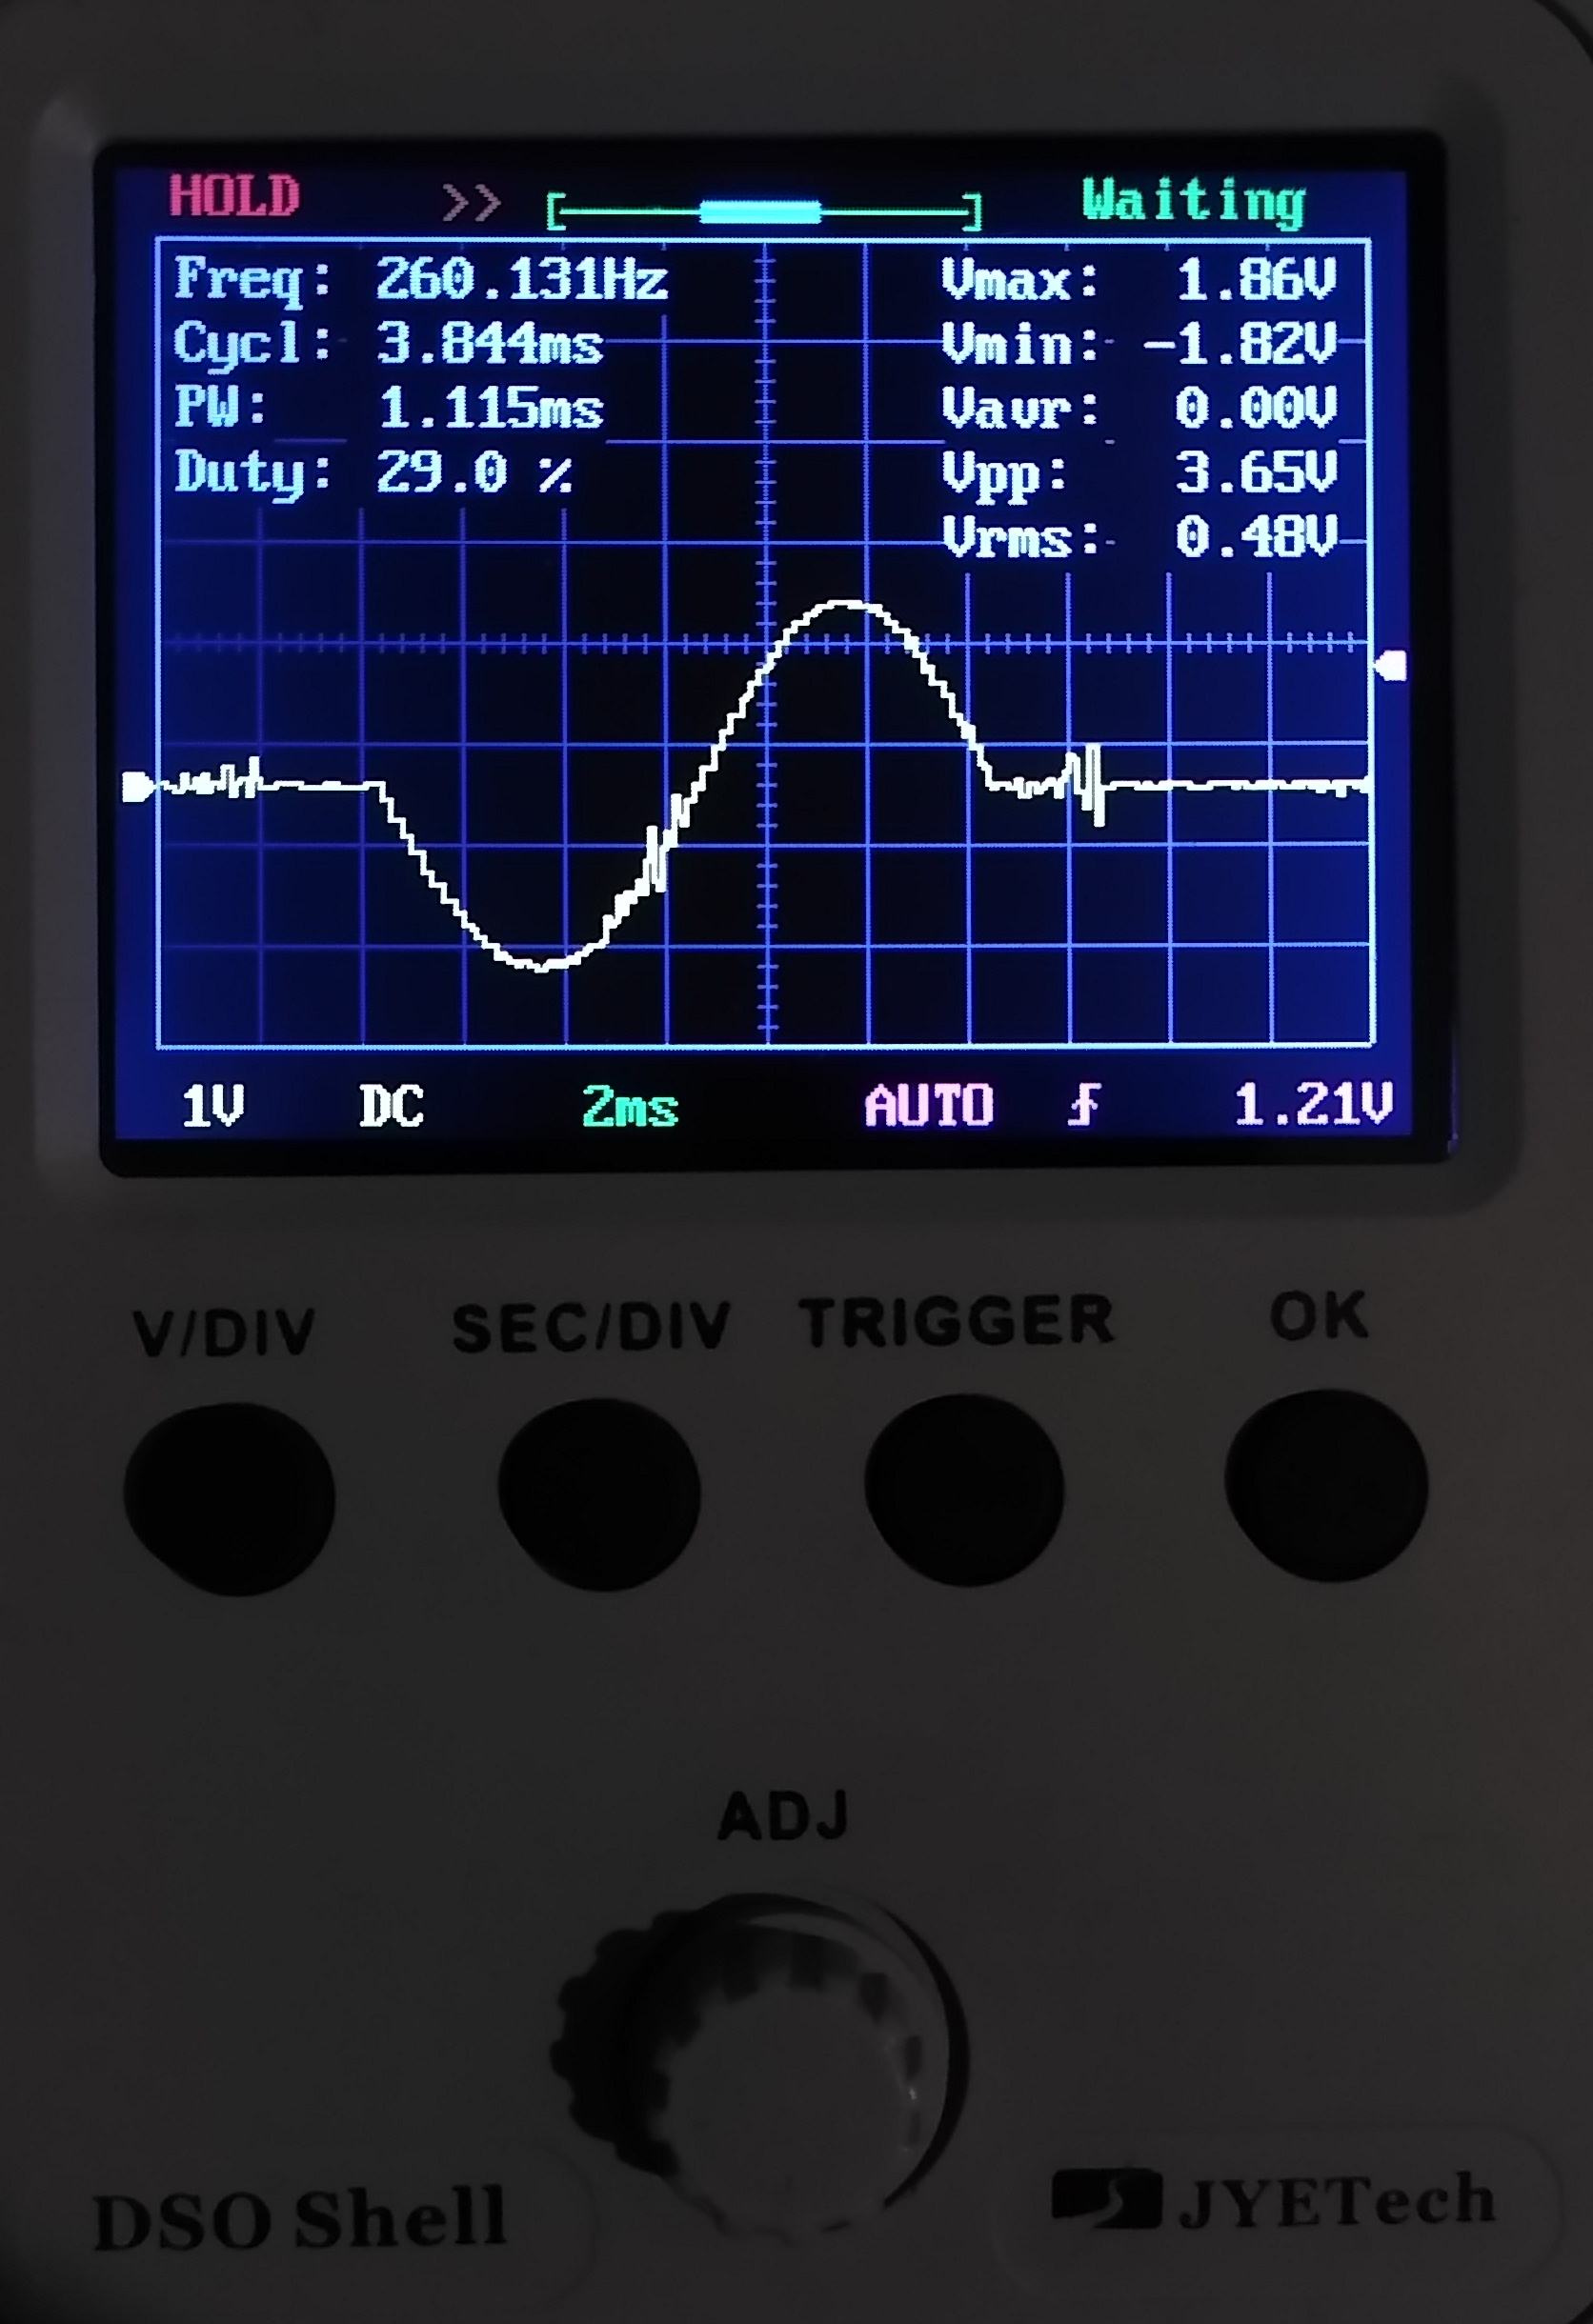 HOLD >> Waiting
Freq: 260.131Hz Vmax: 1.86V
Cycl: 3.844ms Vmin: -1.82V
PW: 1.115ms Vavr: 0.00V
Duty: 29.0 % Vpp: 3.65V
Vrms: 0.48V
1V DC 2ms AUTO 1.21V
V/DIV SEC/DIV TRIGGER OK
ADJ
DSO Shell JYETech